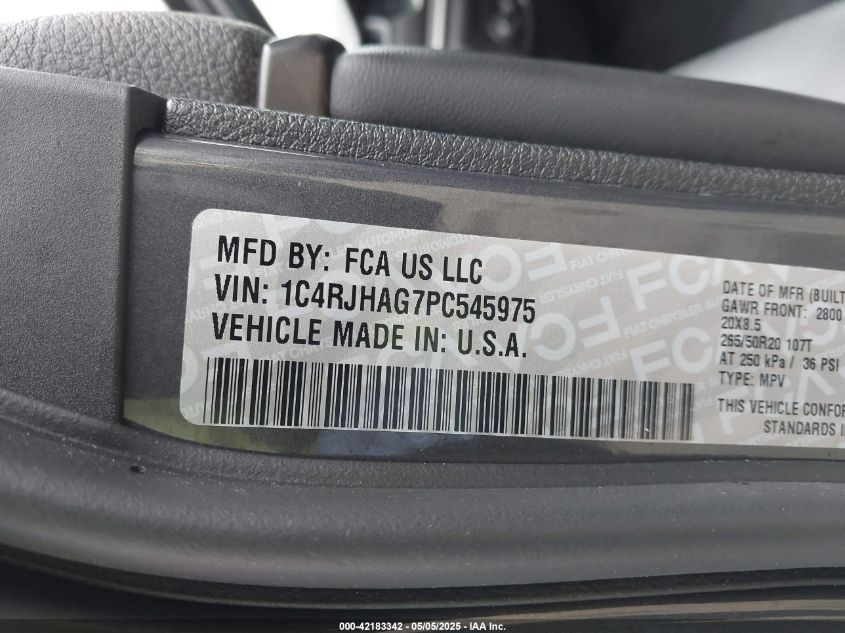 MFD BY: FCA US LLC
VIN: 1C4RJHAG7PC545975
VEHICLE MADE IN: U.S.A.
DATE OF MFR (BUILT
GAWR FRONT: 2800
20X8.5
265/50R20 107T
AT 250 kPa / 36 PSI
TYPE: MPV
THIS VEHICLE CONFOR
STANDARDS I
000-42183342 - 05/05/2025 - IAA Inc.